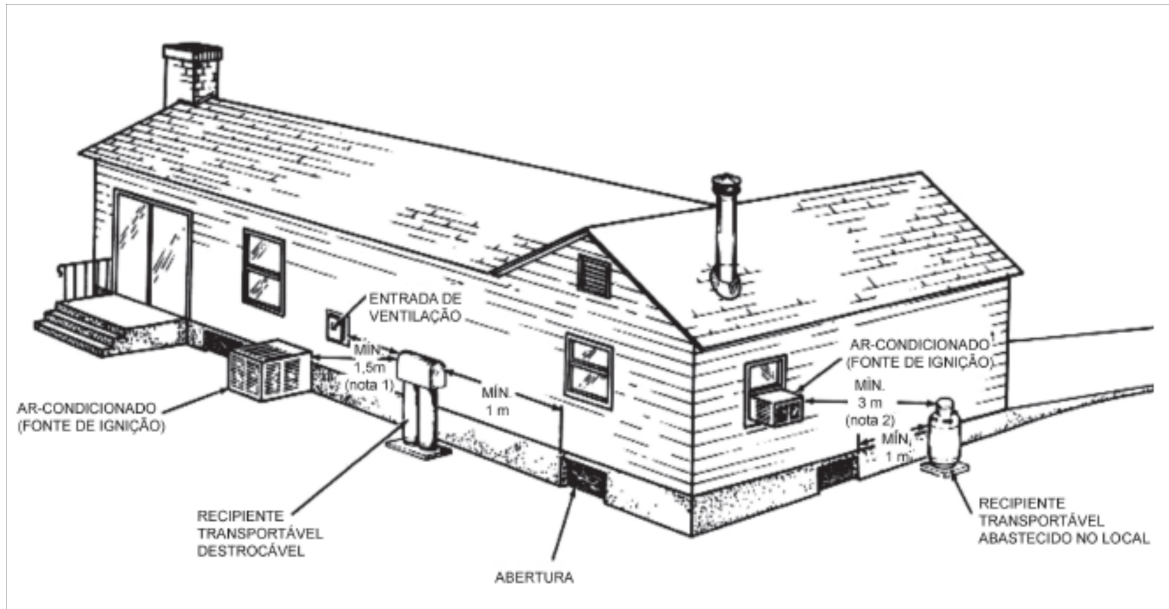 ENTRADA DE
VENTILAÇÃO
MÍN.
1,5m
(nota 1)
MÍN.
1 m
AR-CONDICIONADO
(FONTE DE IGNIÇÃO)
AR-CONDICIONADO
(FONTE DE IGNIÇÃO)
MÍN.
3 m
(nota 2)
MÍN.
1 m
RECIPIENTE
TRANSPORTÁVEL
DESTROCÁVEL
ABERTURA
RECIPIENTE
TRANSPORTÁVEL
ABASTECIDO NO LOCAL